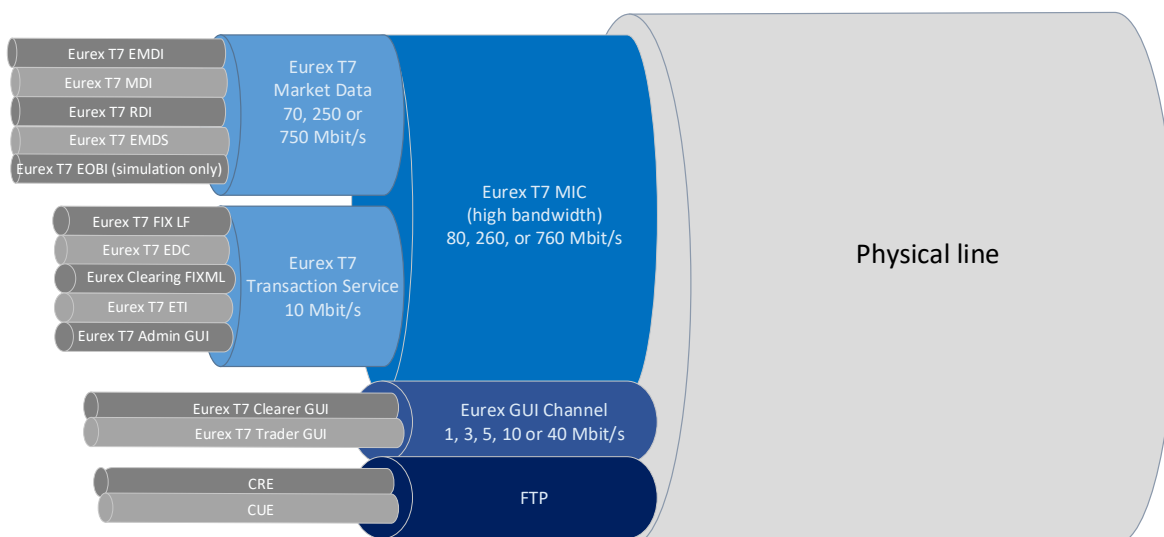 Eurex T7 EMDI
Eurex T7 MDI
Eurex T7 RDI
Eurex T7 EMDS
Eurex T7 EOBI (simulation only)
Eurex T7
Market Data
70, 250 or
750 Mbit/s
Eurex T7 FIX LF
Eurex T7 EDC
Eurex Clearing FIXML
Eurex T7 ETI
Eurex T7 Admin GUI
Eurex T7
Transaction Service
10 Mbit/s
Eurex T7 MIC
(high bandwidth)
80, 260, or 760 Mbit/s
Eurex T7 Clearer GUI
Eurex T7 Trader GUI
Eurex GUI Channel
1, 3, 5, 10 or 40 Mbit/s
CRE
CUE
FTP
Physical line